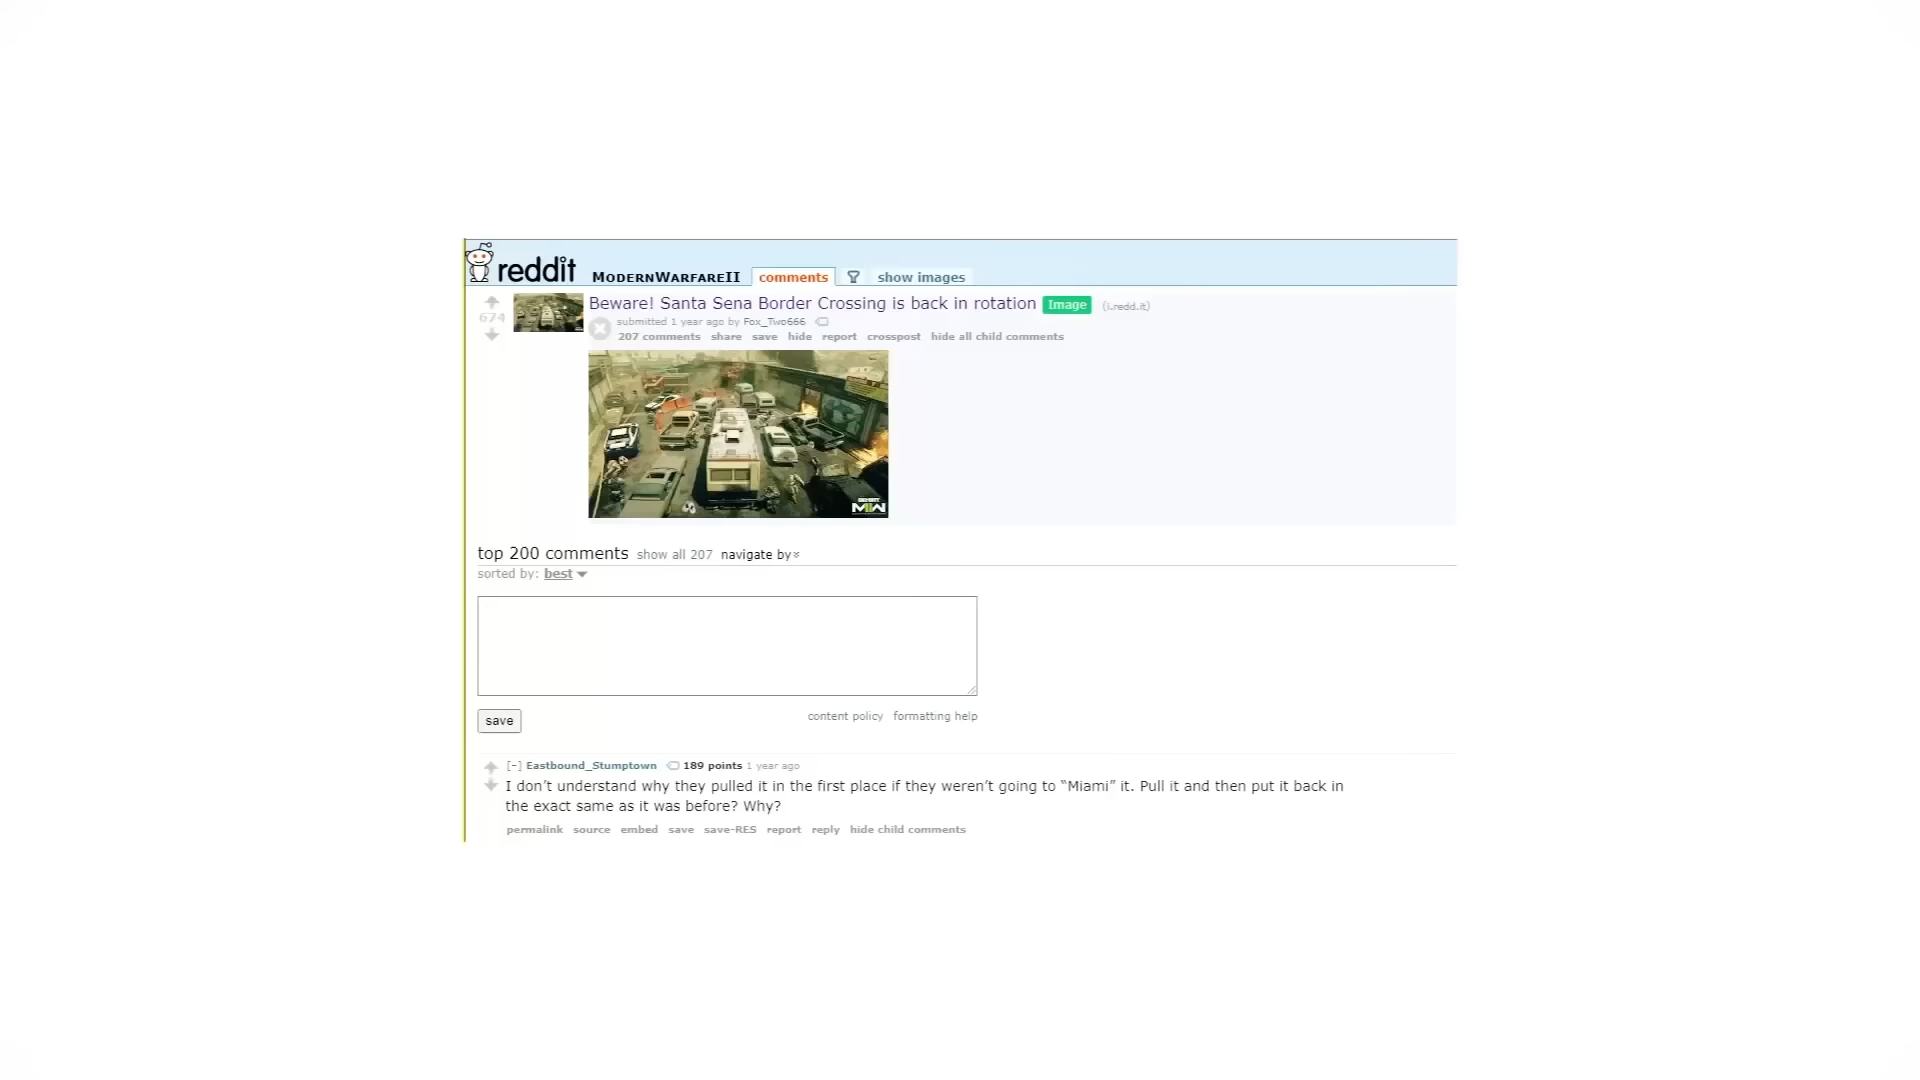 reddit MODERNWARFAREII comments show images
674
Beware! Santa Sena Border Crossing is back in rotation Image (i.redd.it)
submitted 1 year ago by Fox_Two666
207 comments share save hide report crosspost hide all child comments
CALL OF DUTY
MWII
top 200 comments show all 207 navigate by
sorted by: best
save content policy formatting help
[-] Eastbound_Stumptown 189 points 1 year ago
I don’t understand why they pulled it in the first place if they weren’t going to “Miami” it. Pull it and then put it back in
the exact same as it was before? Why?
permalink source embed save save-RES report reply hide child comments